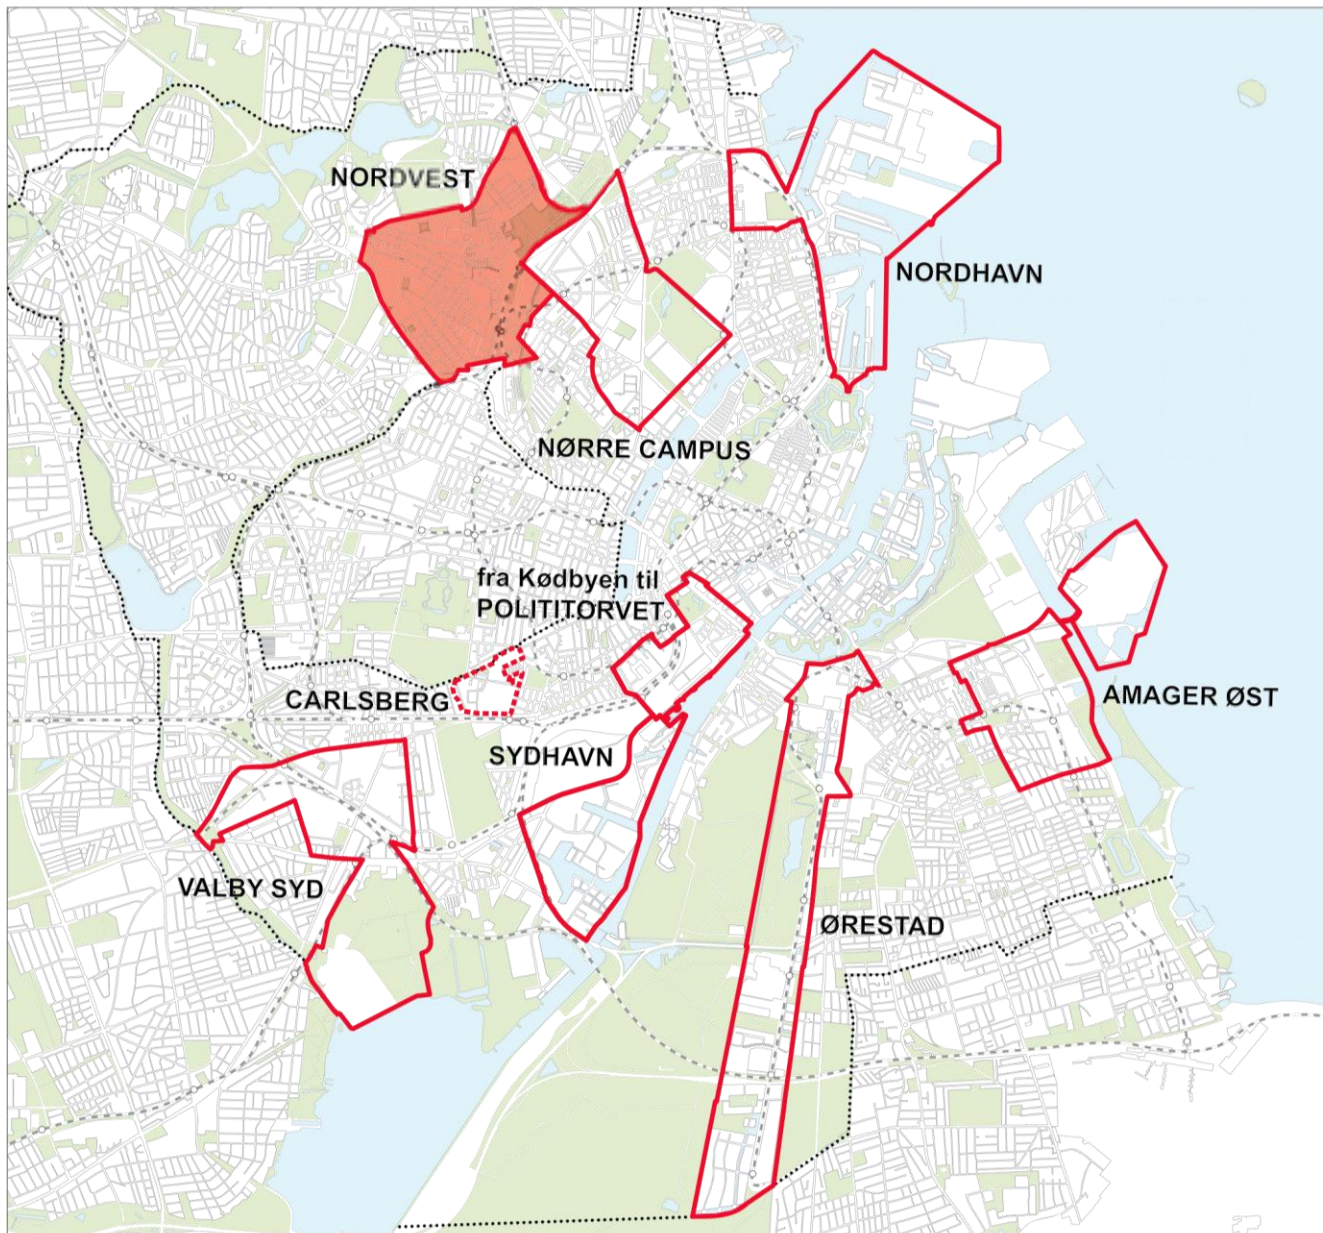 NORDVEST
NORDHAVN
NØRRE CAMPUS
fra Kødbyen til
POLITITORVET
CARLSBERG
AMAGER ØST
SYDHAVN
VALBY SYD
ØRESTAD